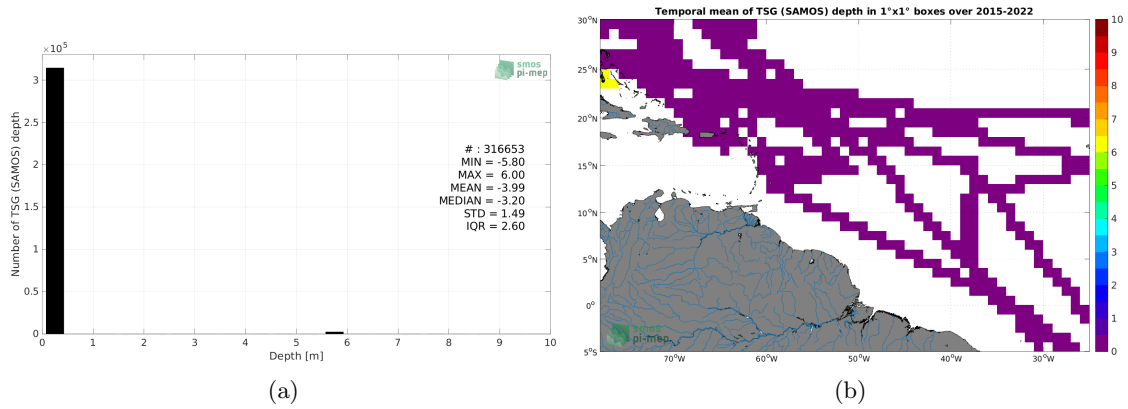 ×10⁵
3
2.5
2
1.5
1
0.5
0
Number of TSG (SAMOS) depth
0 1 2 3 4 5 6 7 8 9 10
Depth [m]
smos
pi-mep
# : 316653
MIN = -5.80
MAX = 6.00
MEAN = -3.99
MEDIAN = -3.20
STD = 1.49
IQR = 2.60
(a)
Temporal mean of TSG (SAMOS) depth in 1°x1° boxes over 2015-2022
30°N
25°N
20°N
15°N
10°N
5°N
0°
5°S
70°W 60°W 50°W 40°W 30°W
smos
pi-mep
10
9
8
7
6
5
4
3
2
1
0
(b)